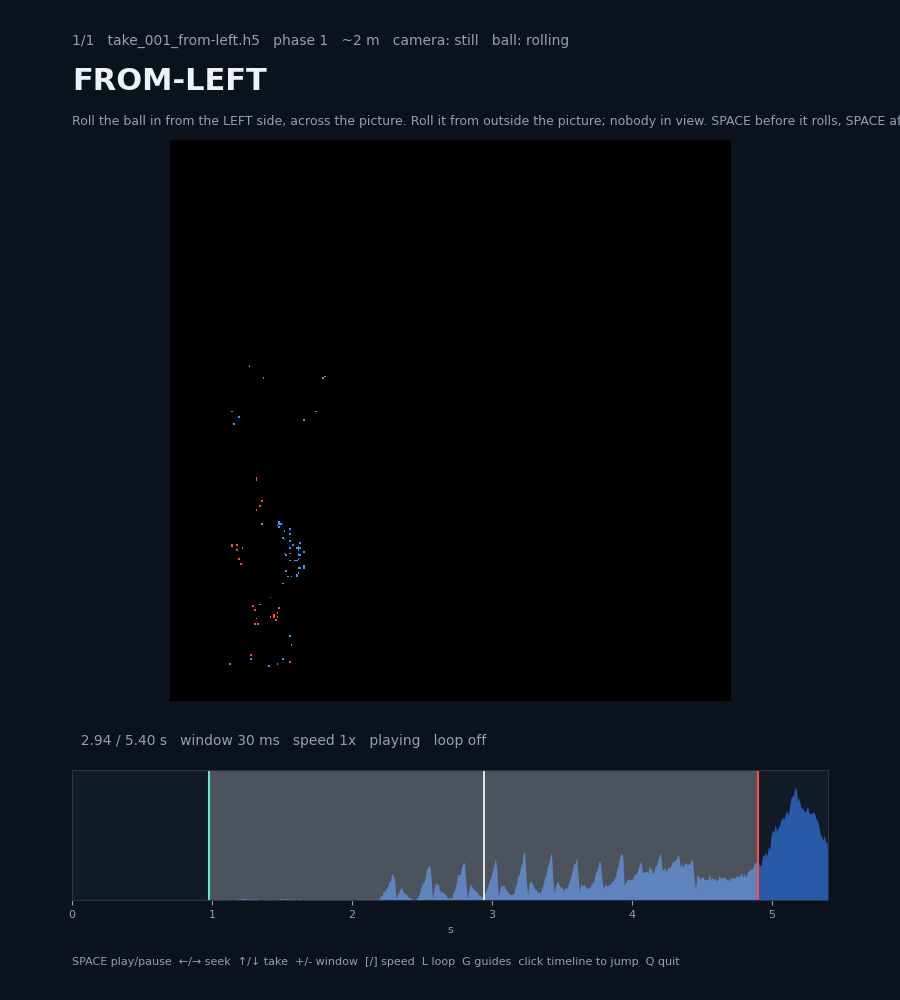 1/1 take_001_from-left.h5 phase 1 ~2 m camera: still ball: rolling
FROM-LEFT
Roll the ball in from the LEFT side, across the picture. Roll it from outside the picture; nobody in view. SPACE before it rolls, SPACE af
2.94 / 5.40 s window 30 ms speed 1x playing loop off
0 1 2 3 4 5
s
SPACE play/pause ←/→ seek ↑/↓ take +/- window [/] speed L loop G guides click timeline to jump Q quit